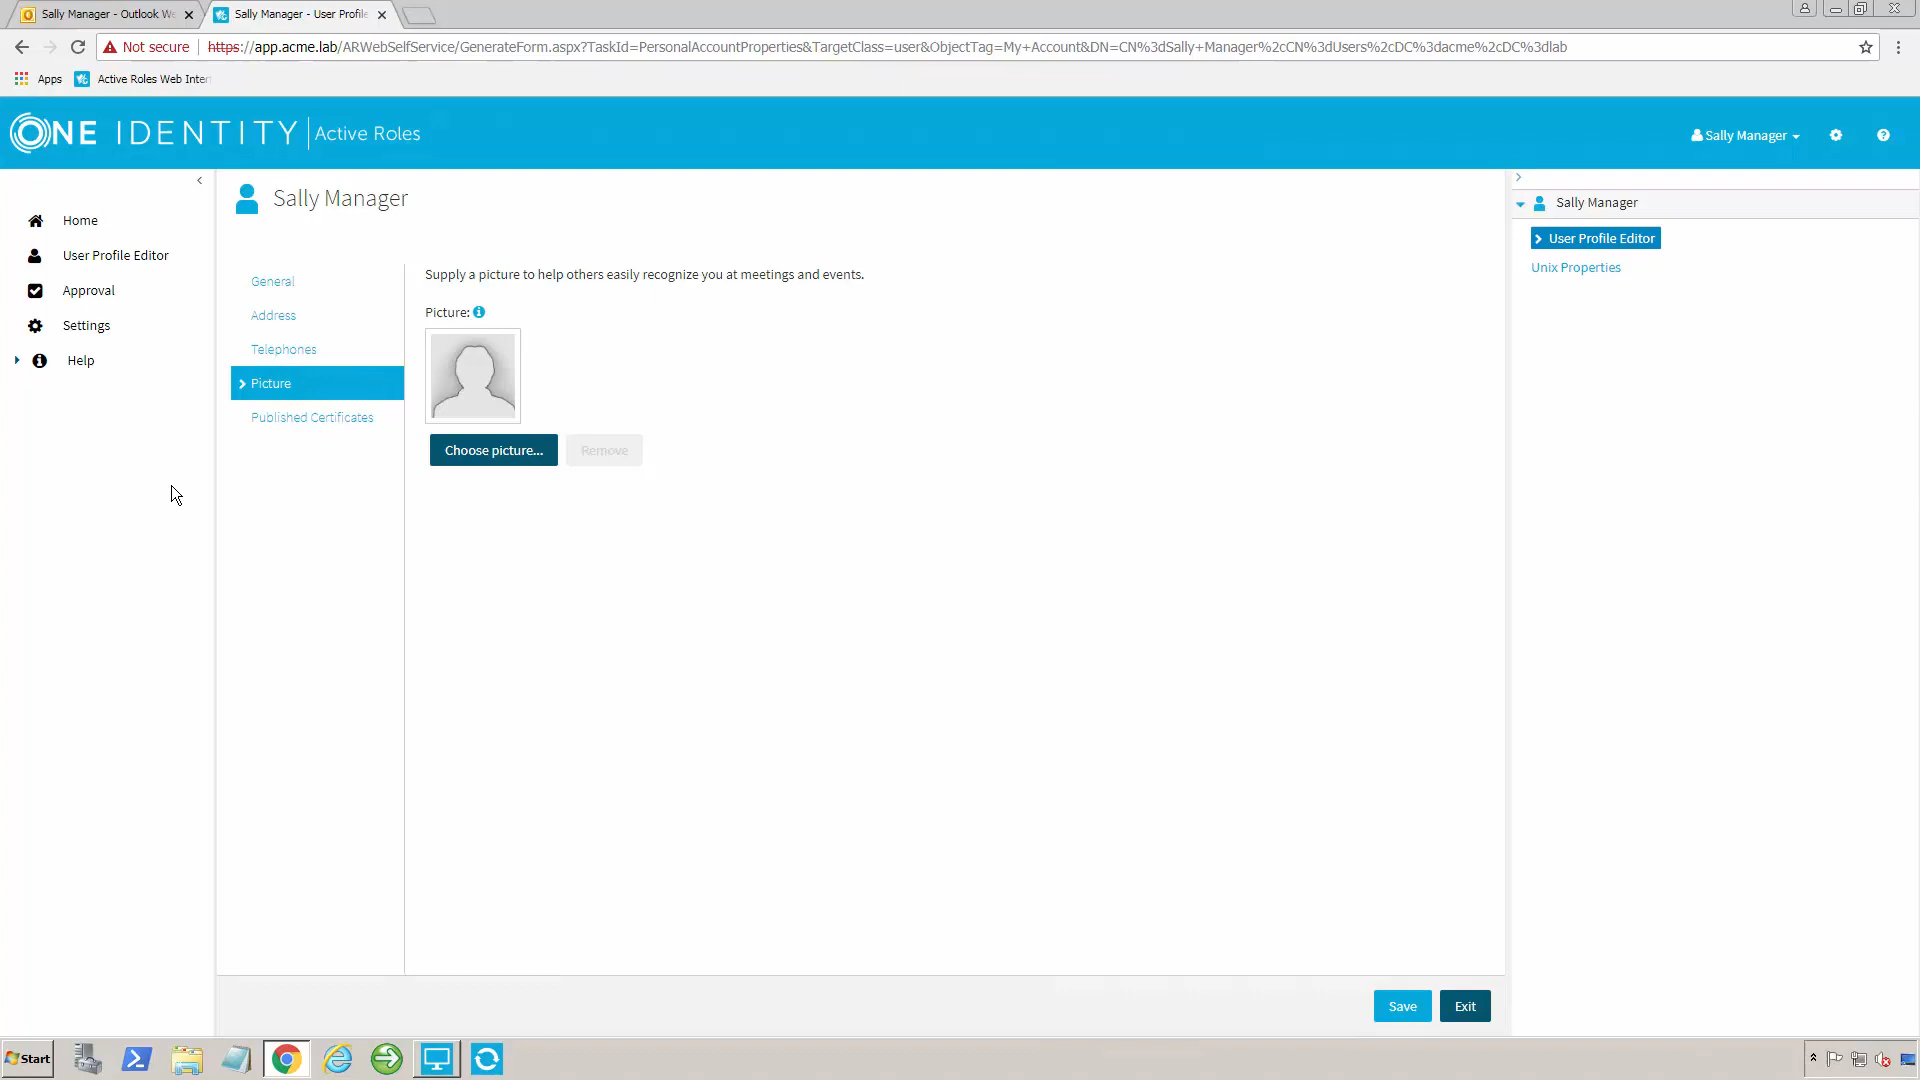 Sally Manager - Outlook We
Sally Manager - User Profile
Not secure
https://app.acme.lab/ARWebSelfService/GenerateForm.aspx?TaskId=PersonalAccountProperties&TargetClass=user&ObjectTag=My+Account&DN=CN%3dSally+Manager%2cCN%3dUsers%2cDC%3dacme%2cDC%3dlab
Apps
Active Roles Web Inter
ONE IDENTITY
Active Roles
Sally Manager
Home
User Profile Editor
Approval
Settings
Help
Sally Manager
General
Address
Telephones
Picture
Published Certificates
Supply a picture to help others easily recognize you at meetings and events.
Picture:
Choose picture...
Remove
Sally Manager
User Profile Editor
Unix Properties
Save
Exit
Start